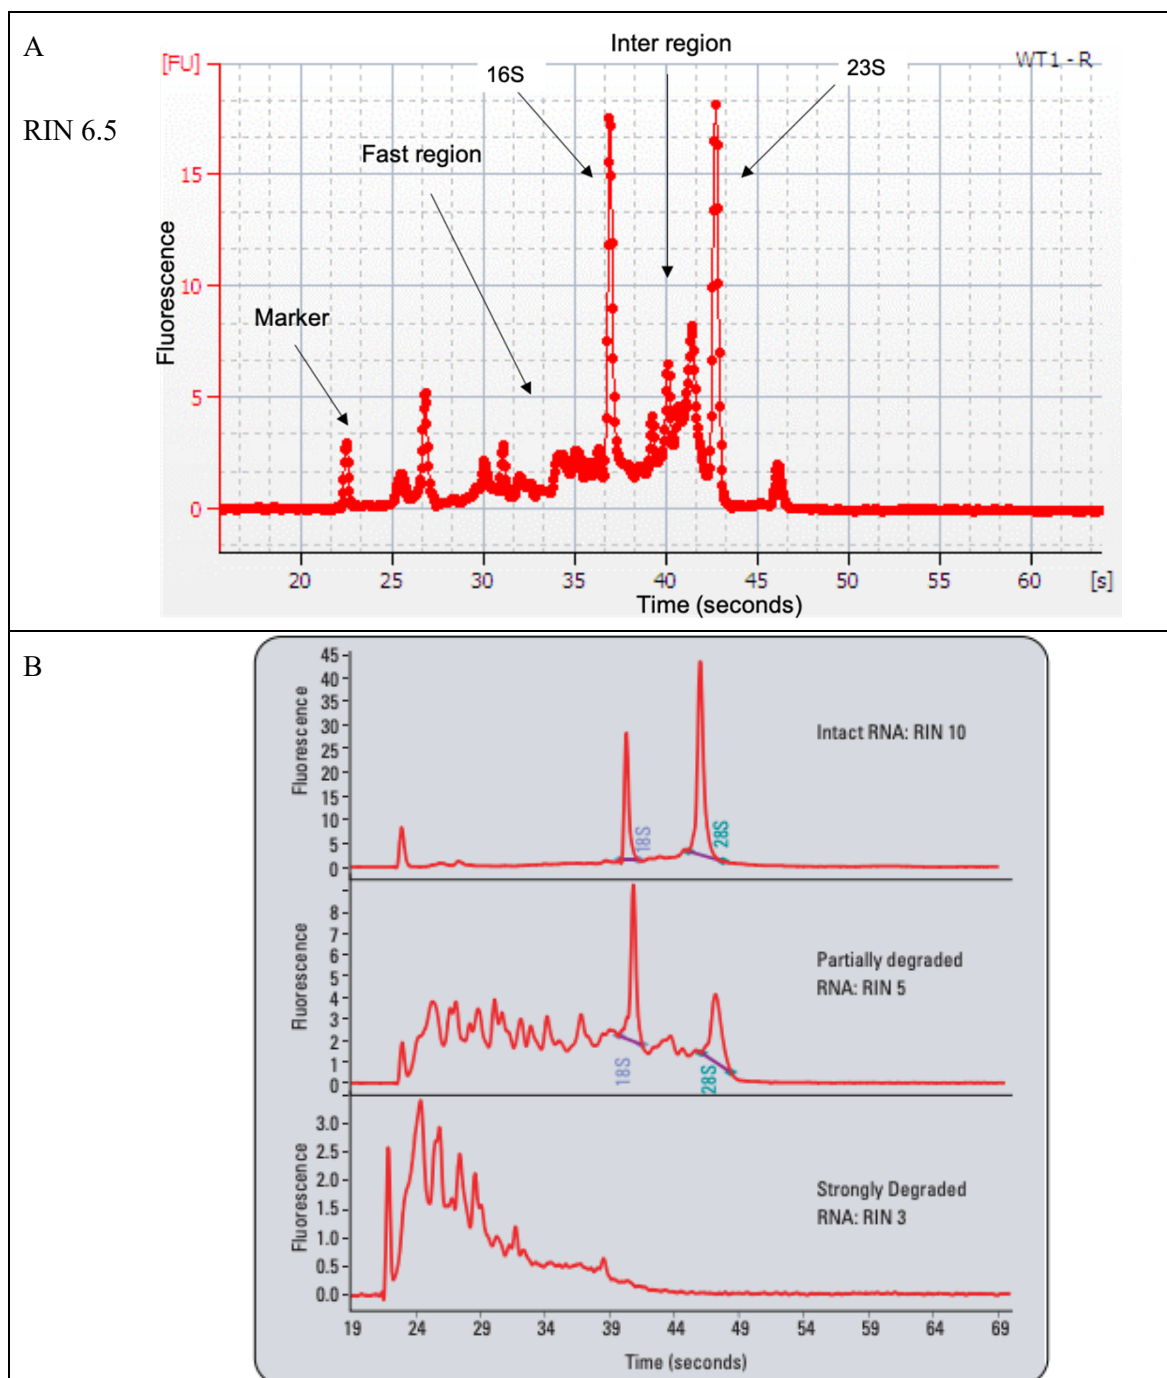 A
RIN 6.5
Inter region
[FU]
16S
23S
WT1 - R
Fast region
Marker
Fluorescence
15
10
5
0
20 25 30 35 40 45 50 55 60 [s]
Time (seconds)
B
Fluorescence
45
40
35
30
25
20
15
10
5
0
Intact RNA: RIN 10
18S
28S
Fluorescence
8
7
6
5
4
3
2
1
0
Partially degraded
RNA: RIN 5
18S
28S
Fluorescence
3.0
2.5
2.0
1.5
1.0
0.5
0.0
Strongly Degraded
RNA: RIN 3
19 24 29 34 39 44 49 54 59 64 69
Time (seconds)